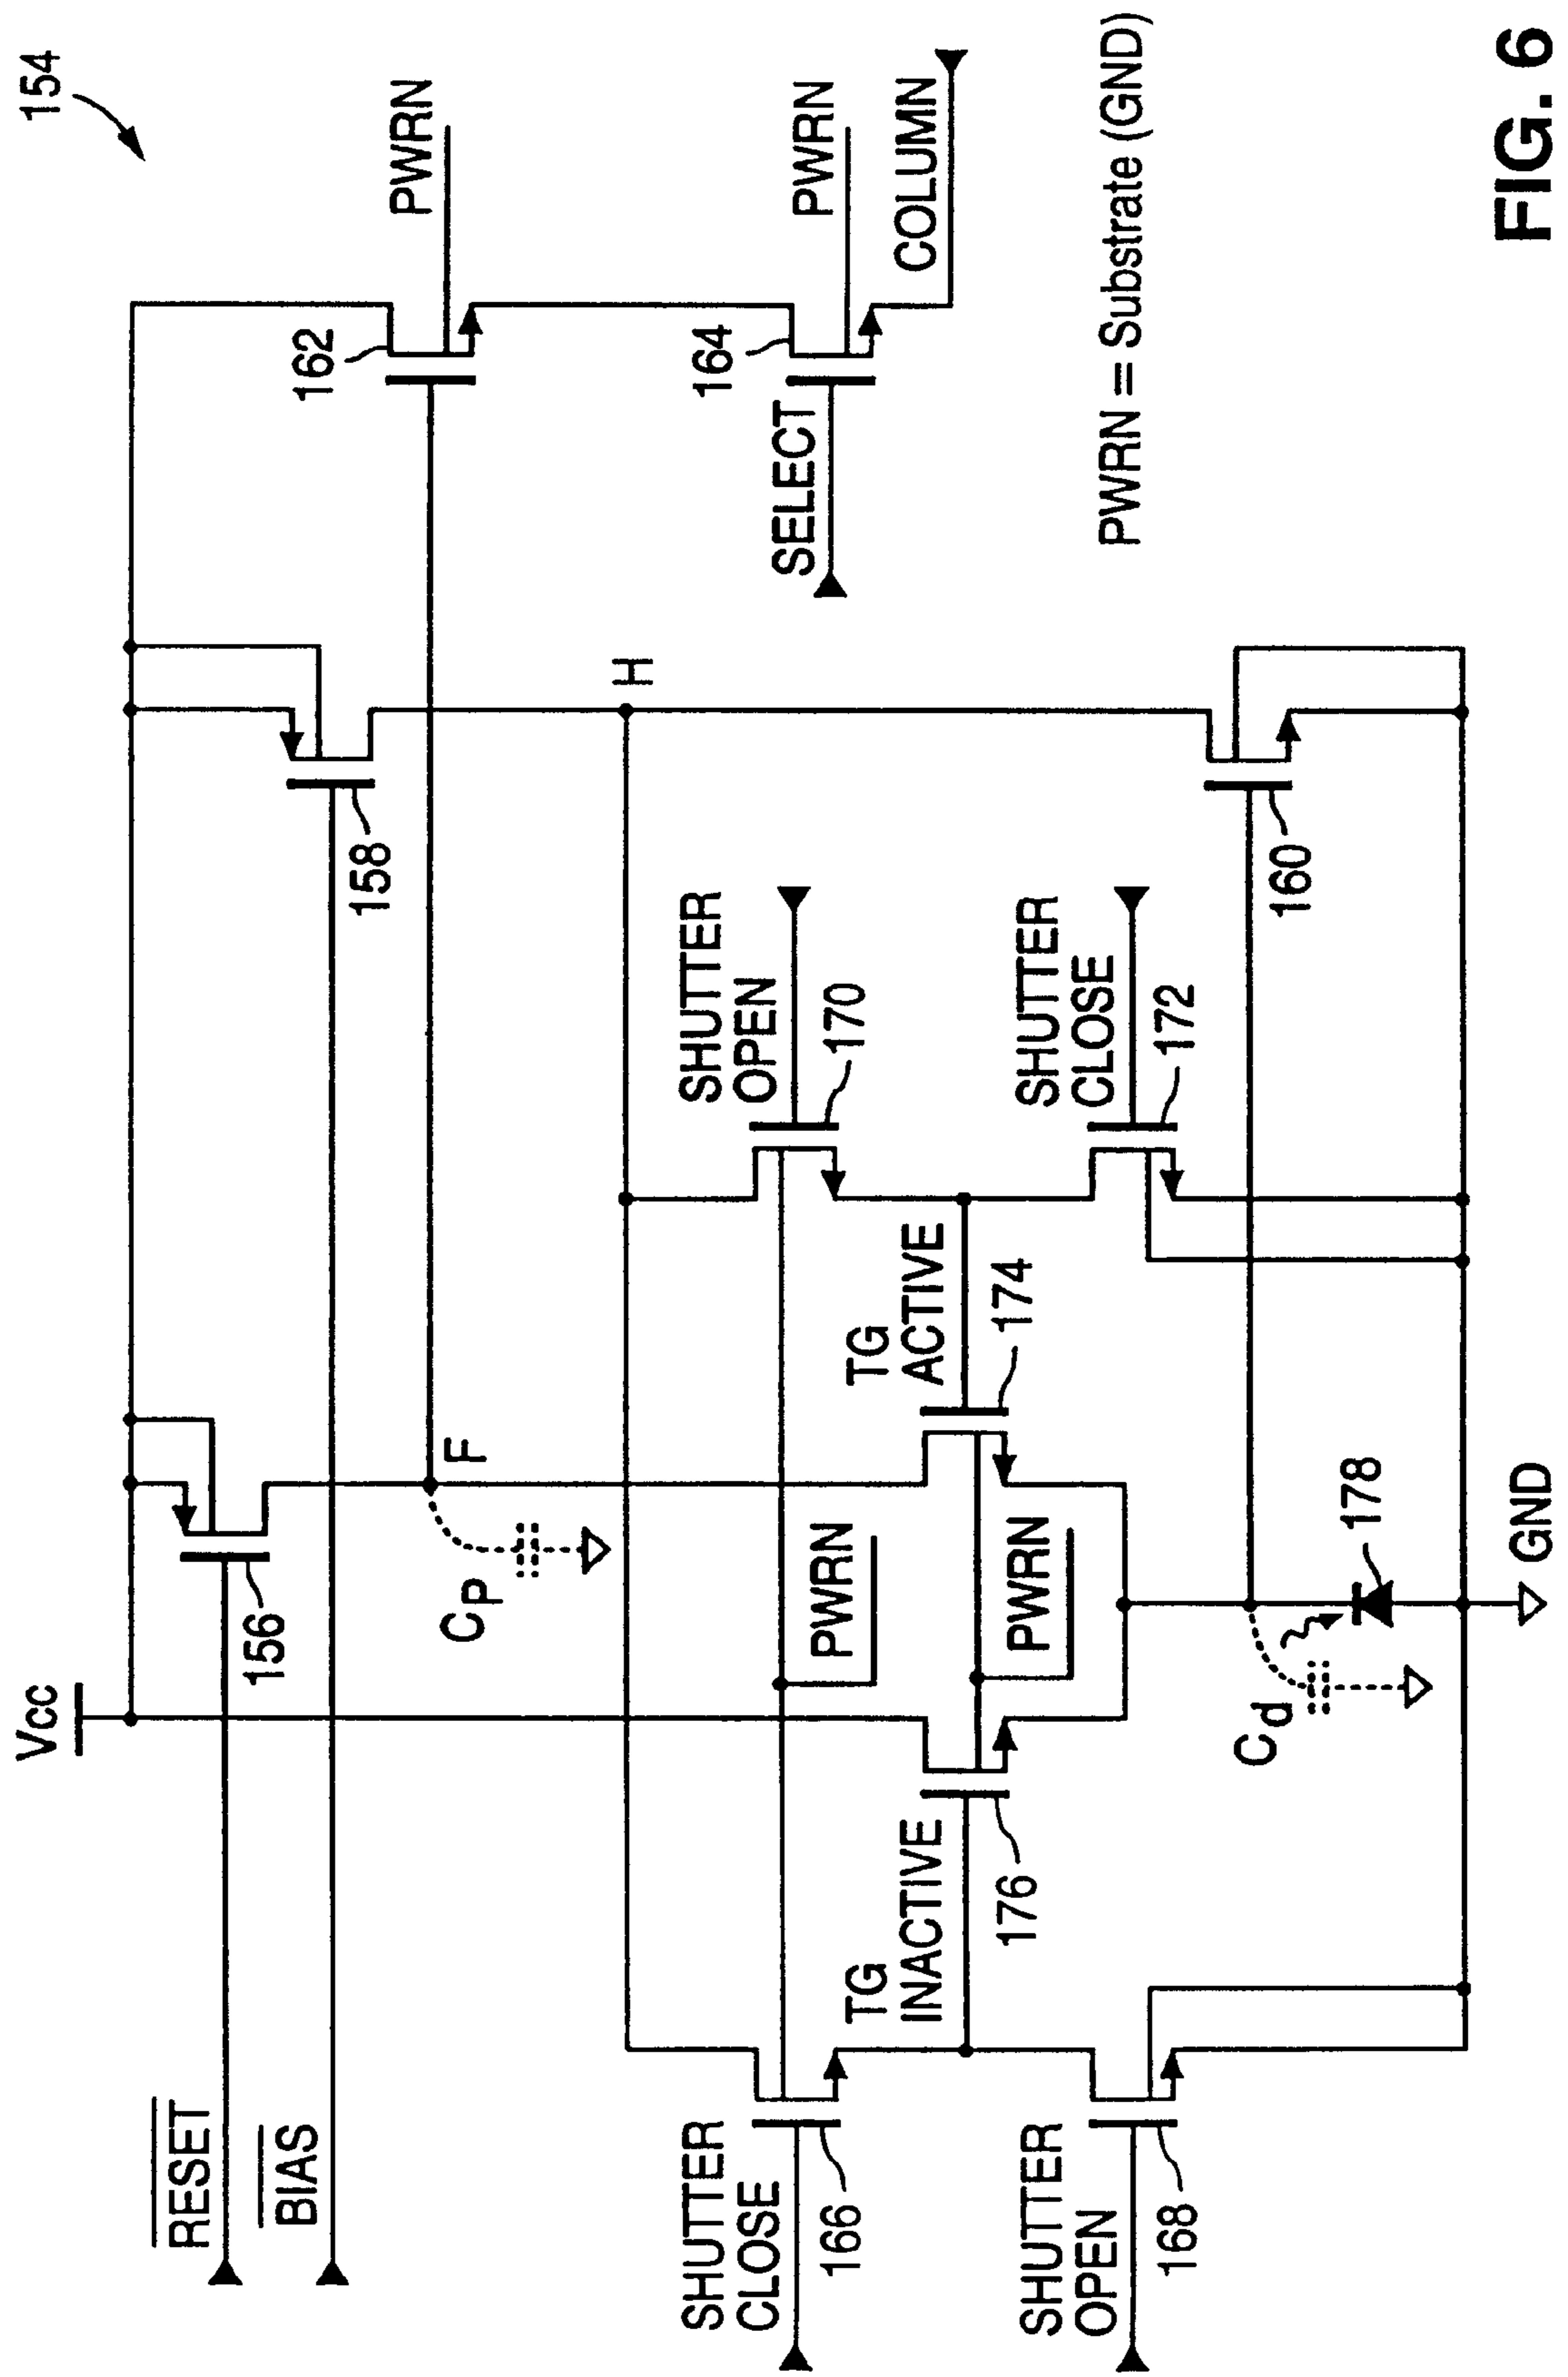 154
Vcc
RESET
BIAS
156
158
162
PWRN
F
CP
H
SELECT
164
PWRN
COLUMN
SHUTTER
CLOSE
166
PWRN
SHUTTER
OPEN
170
TG
INACTIVE
176
PWRN
TG
ACTIVE
174
SHUTTER
OPEN
168
SHUTTER
CLOSE
172
Cd
178
160
GND
PWRN = Substrate (GND)
FIG. 6